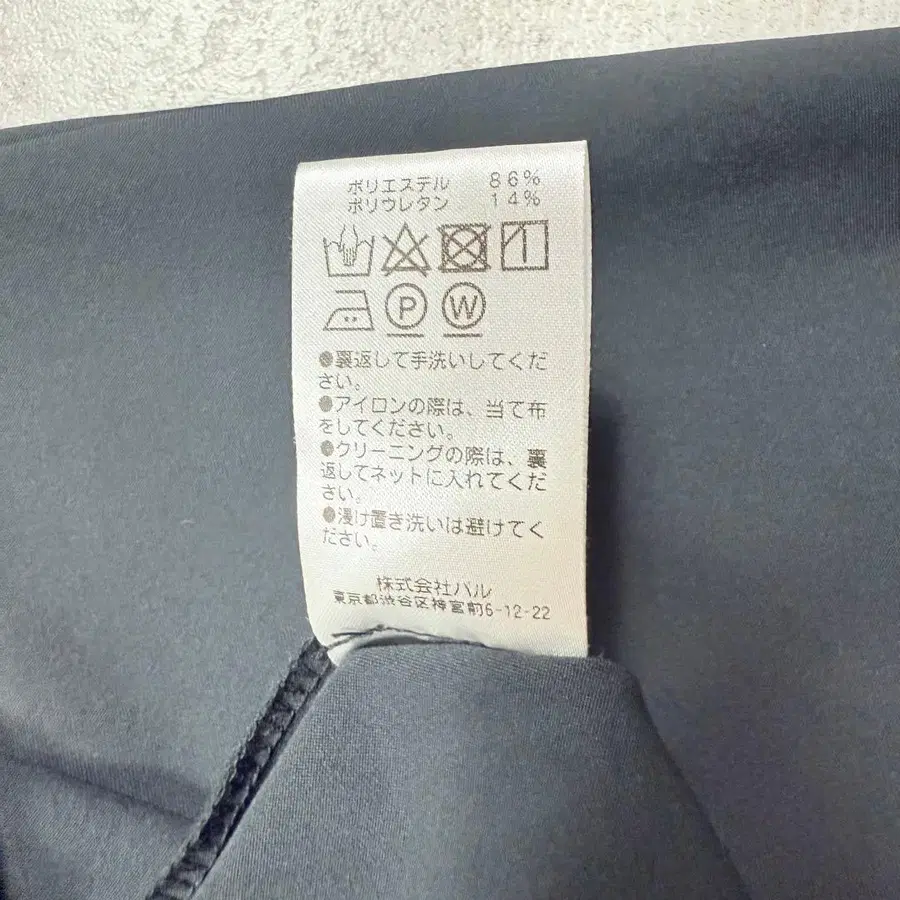 ポリエステル 86%
ポリウレタン 14%
P W
●裏返して手洗いしてくだ
さい。
●アイロンの際は、当て布
をしてください。
●クリーニングの際は、裏
返してネットに入れてくだ
さい。
●浸け置き洗いは避けてく
ださい。
株式会社バル
東京都渋谷区神宮前6-12-22